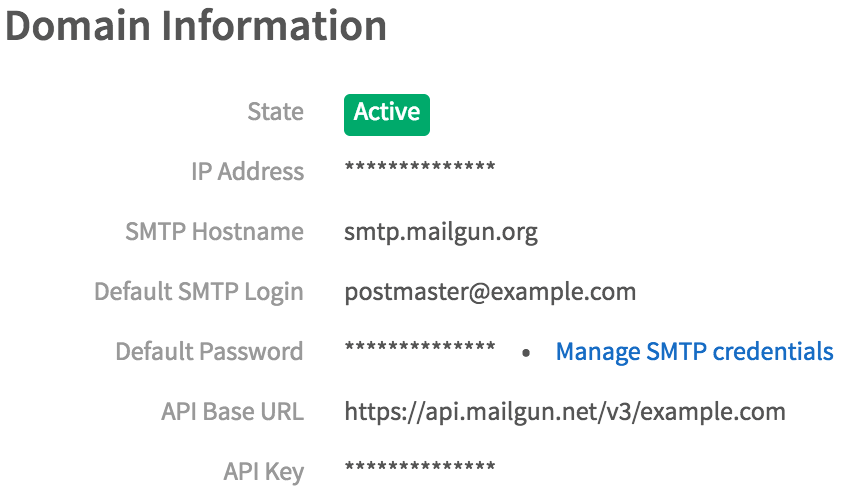 Domain Information
State Active
IP Address **************
SMTP Hostname smtp.mailgun.org
Default SMTP Login postmaster@example.com
Default Password ************** • Manage SMTP credentials
API Base URL https://api.mailgun.net/v3/example.com
API Key **************